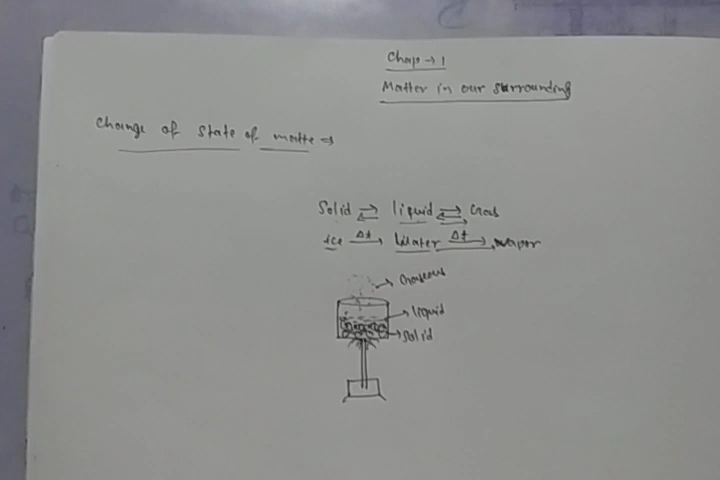 Chap → 1
Matter in our surrounding
Change of state of matte ⇒
Solid ⇌ liquid ⇌ Gas
ice Δt→ Water Δt→ vapor
Gaseous
liquid
solid